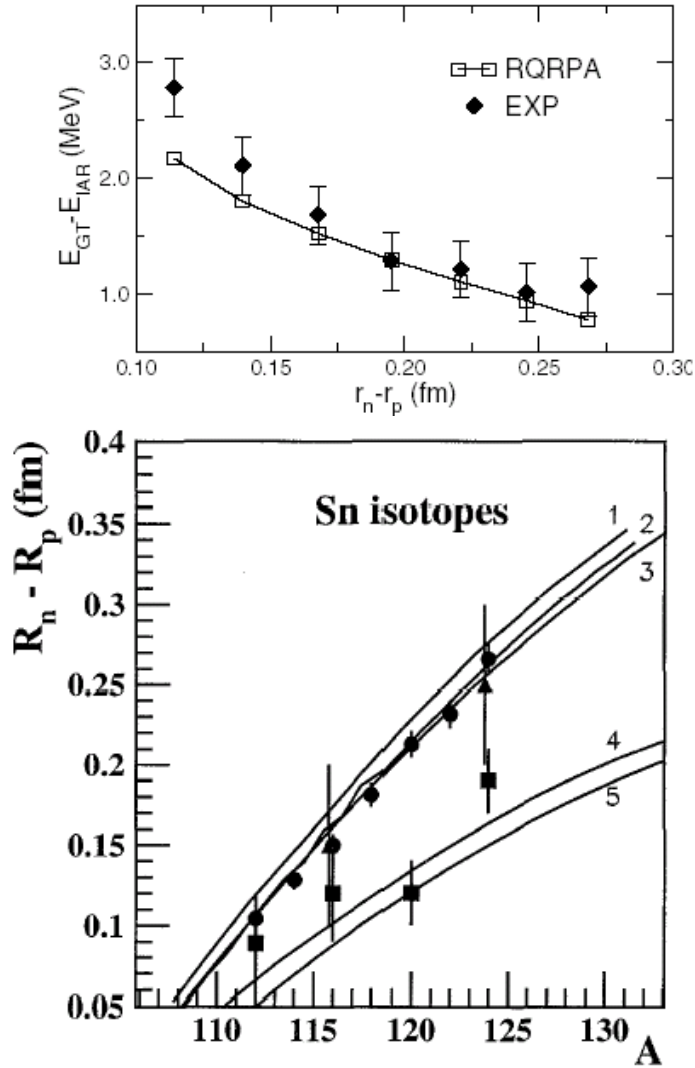 3.0
2.0
1.0
E_GT-E_IAR (MeV)
RQRPA
EXP
0.10 0.15 0.20 0.25 0.30
r_n-r_p (fm)
R_n - R_p (fm)
Sn isotopes
1 2
3
4
5
0.4
0.35
0.3
0.25
0.2
0.15
0.1
0.05
110 115 120 125 130
A